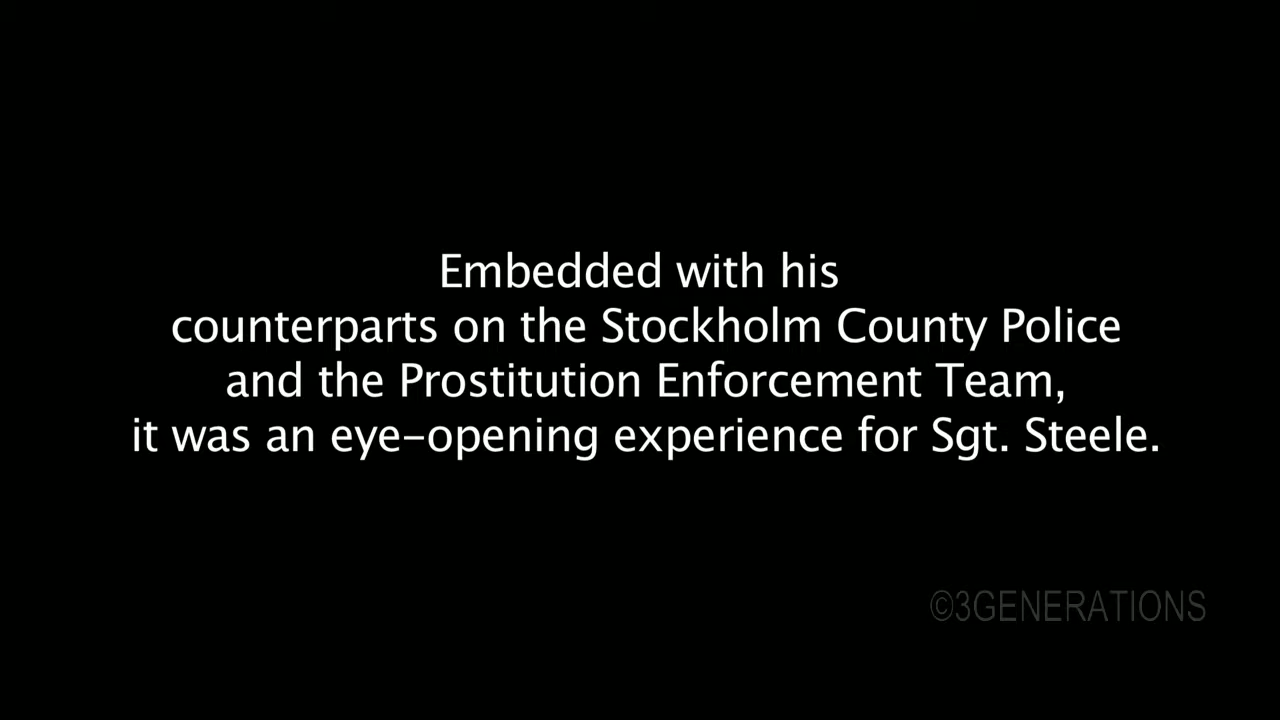 Embedded with his
counterparts on the Stockholm County Police
and the Prostitution Enforcement Team,
it was an eye-opening experience for Sgt. Steele.
©3GENERATIONS